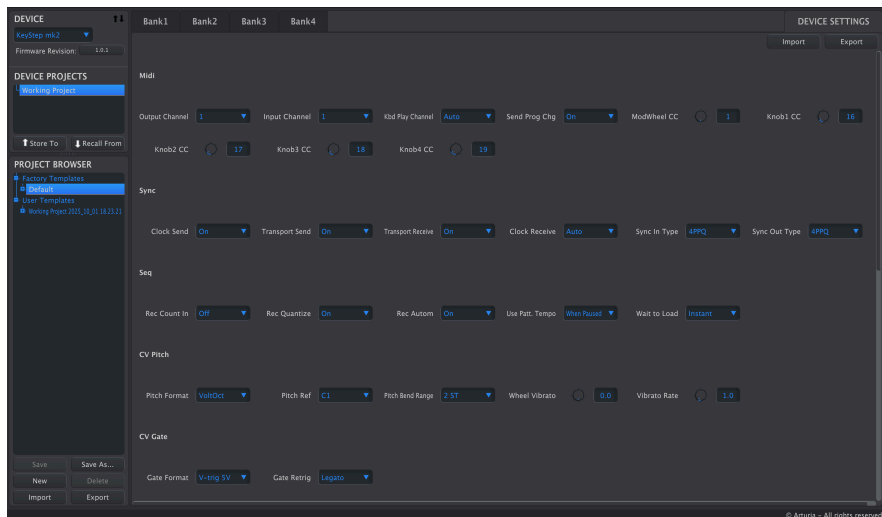 DEVICE
KeyStep mk2
Firmware Revision: 1.0.1
DEVICE PROJECTS
Working Project
Store To Recall From
PROJECT BROWSER
Factory Templates
Default
User Templates
Working Project 2025_10_01 18.23.21
Save Save As...
New Delete
Import Export
Bank1 Bank2 Bank3 Bank4 DEVICE SETTINGS
Import Export
Midi
Output Channel 1 Input Channel 1 Kbd Play Channel Auto Send Prog Chg On ModWheel CC 1 Knob1 CC 16
Knob2 CC 17 Knob3 CC 18 Knob4 CC 19
Sync
Clock Send On Transport Send On Transport Receive On Clock Receive Auto Sync In Type 4PPQ Sync Out Type 4PPQ
Seq
Rec Count In Off Rec Quantize On Rec Autom On Use Patt. Tempo When Paused Wait to Load Instant
CV Pitch
Pitch Format VoltOct Pitch Ref C1 Pitch Bend Range 2 ST Wheel Vibrato 0.0 Vibrato Rate 1.0
CV Gate
Gate Format V-trig 5V Gate Retrig Legato
© Arturia - All rights reserved